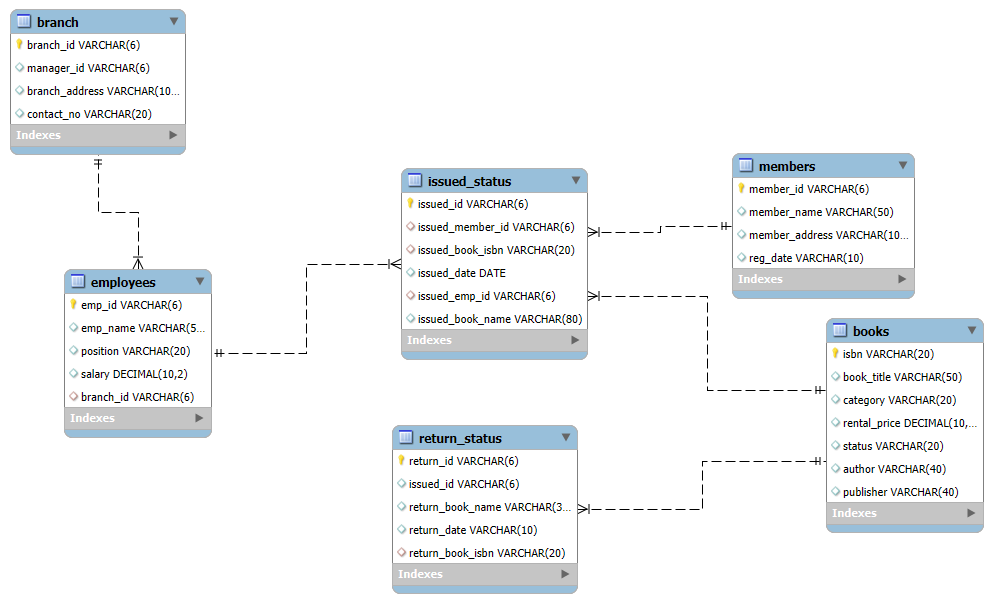 branch
branch_id VARCHAR(6)
manager_id VARCHAR(6)
branch_address VARCHAR(10...
contact_no VARCHAR(20)
Indexes
employees
emp_id VARCHAR(6)
emp_name VARCHAR(5...
position VARCHAR(20)
salary DECIMAL(10,2)
branch_id VARCHAR(6)
Indexes
issued_status
issued_id VARCHAR(6)
issued_member_id VARCHAR(6)
issued_book_isbn VARCHAR(20)
issued_date DATE
issued_emp_id VARCHAR(6)
issued_book_name VARCHAR(80)
Indexes
return_status
return_id VARCHAR(6)
issued_id VARCHAR(6)
return_book_name VARCHAR(3...
return_date VARCHAR(10)
return_book_isbn VARCHAR(20)
Indexes
members
member_id VARCHAR(6)
member_name VARCHAR(50)
member_address VARCHAR(10...
reg_date VARCHAR(10)
Indexes
books
isbn VARCHAR(20)
book_title VARCHAR(50)
category VARCHAR(20)
rental_price DECIMAL(10,...
status VARCHAR(20)
author VARCHAR(40)
publisher VARCHAR(40)
Indexes